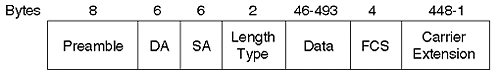 Bytes 8 6 6 2 46-493 4 448-1
Preamble DA SA Length Type Data FCS Carrier Extension